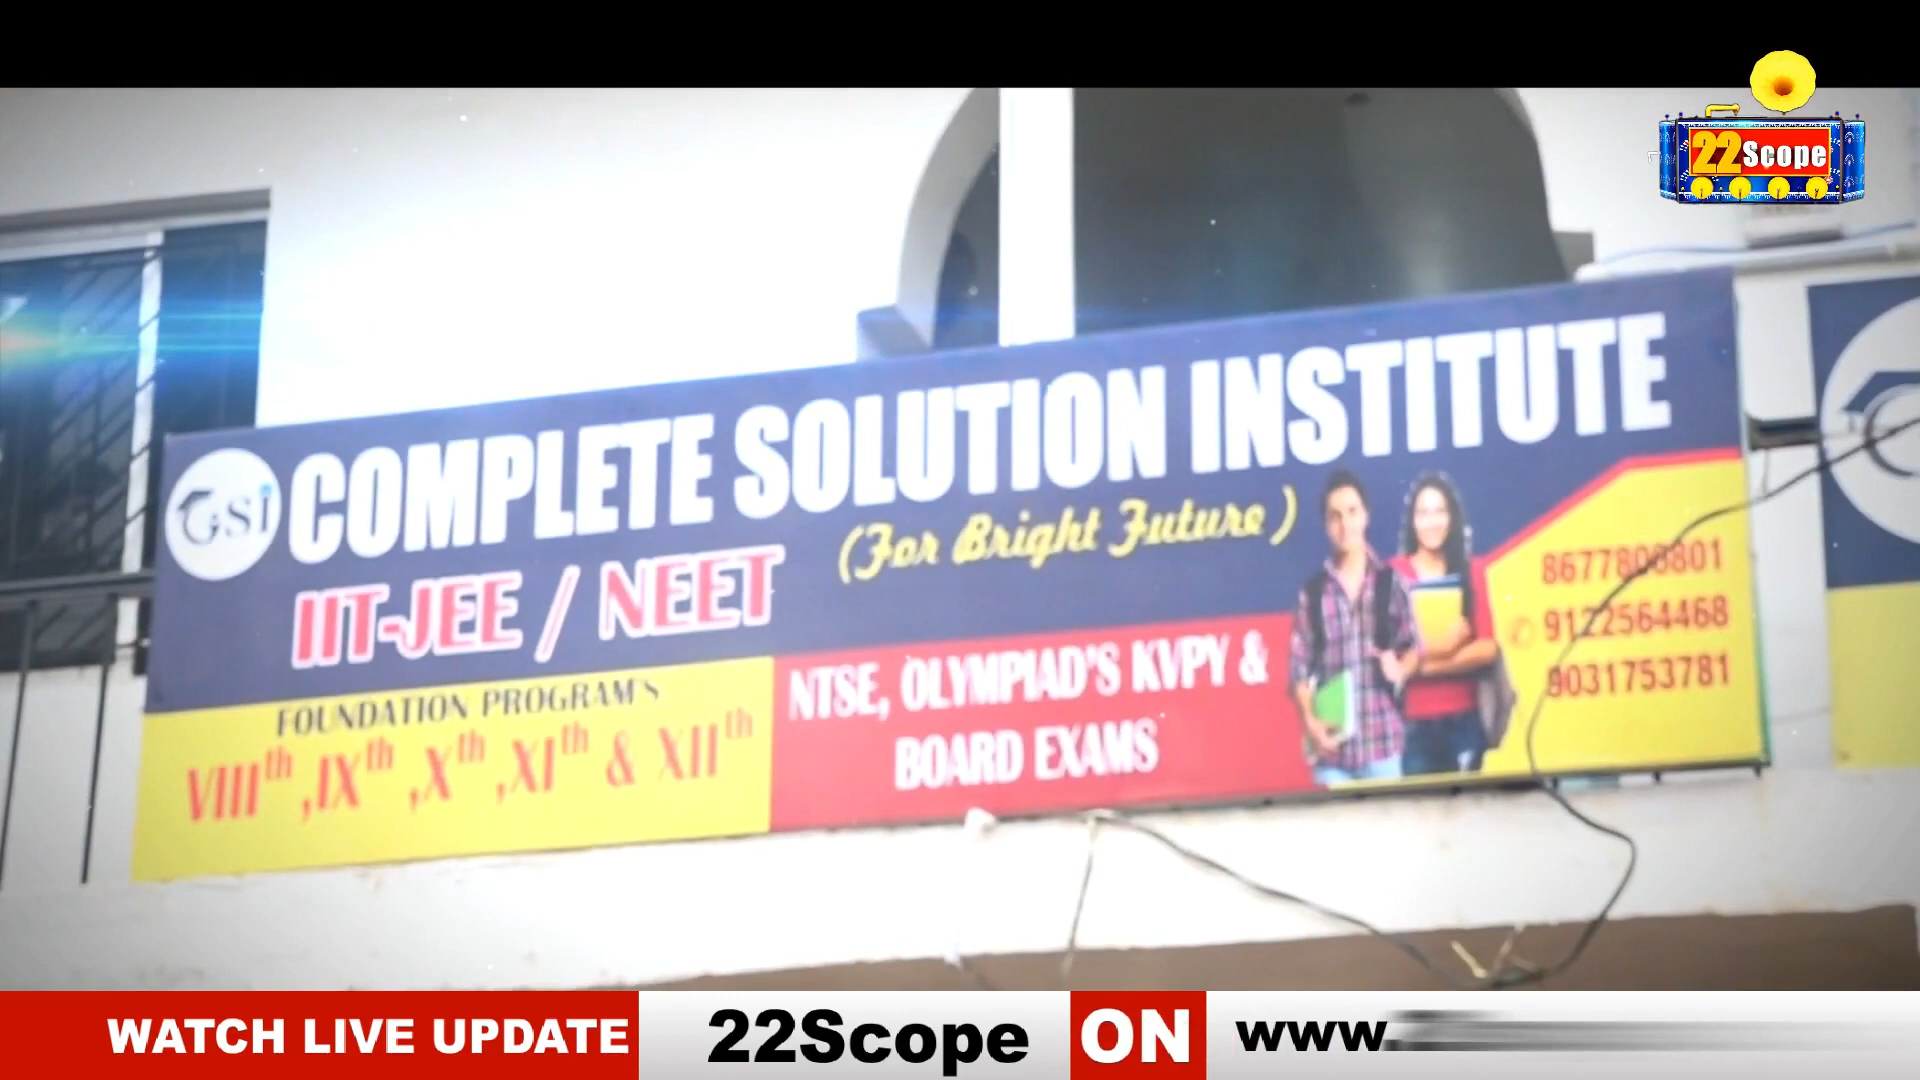 22Scope
CSi COMPLETE SOLUTION INSTITUTE
(For Bright Future)
IIT-JEE / NEET
FOUNDATION PROGRAM'S
VIIIth ,IXth ,Xth ,XIth & XIIth
NTSE, OLYMPIAD'S KVPY &
BOARD EXAMS
8677800801
9122564468
9031753781
WATCH LIVE UPDATE 22Scope ON www